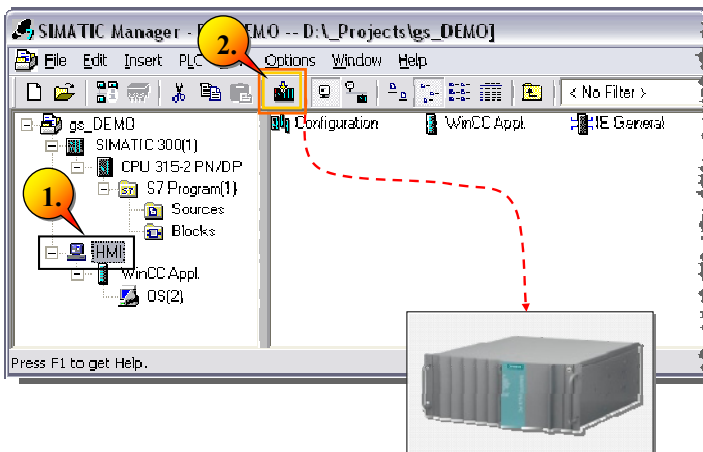 SIMATIC Manager - [ EMO -- D:\_Projects\gs_DEMO]
2.
File Edit Insert PLC Options Window Help
< No Filter >
gs_DEMO
SIMATIC 300(1)
CPU 315-2 PN/DP
S7 Program(1)
Sources
Blocks
HMI
WinCC Appl.
OS(2)
1.
Configuration
WinCC Appl.
IE General
Press F1 to get Help.